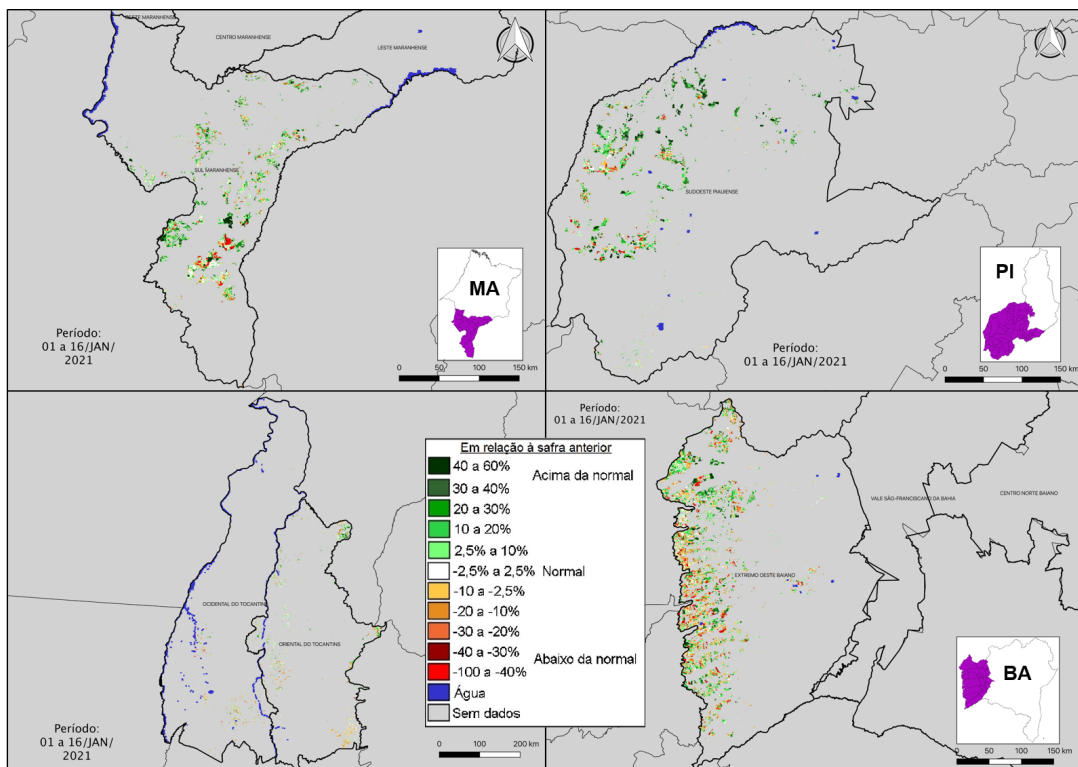 OESTE MARANHENSE
CENTRO MARANHENSE
LESTE MARANHENSE
SUL MARANHENSE
MA
Período:
01 a 16/JAN/
2021
0 50 100 150 km
SUDOESTE PIAUIENSE
PI
Período:
01 a 16/JAN/2021
0 50 100 150 km
OCIDENTAL DO TOCANTINS
ORIENTAL DO TOCANTINS
Período:
01 a 16/JAN/
2021
0 100 200 km
Em relação à safra anterior
40 a 60%
Acima da normal
30 a 40%
20 a 30%
10 a 20%
2,5% a 10%
-2,5% a 2,5% Normal
-10 a -2,5%
-20 a -10%
-30 a -20%
-40 a -30%
Abaixo da normal
-100 a -40%
Água
Sem dados
Período:
01 a 16/JAN/2021
VALE SÃO-FRANCISCANO DA BAHIA
CENTRO NORTE BAIANO
EXTREMO OESTE BAIANO
BA
0 50 100 150 km